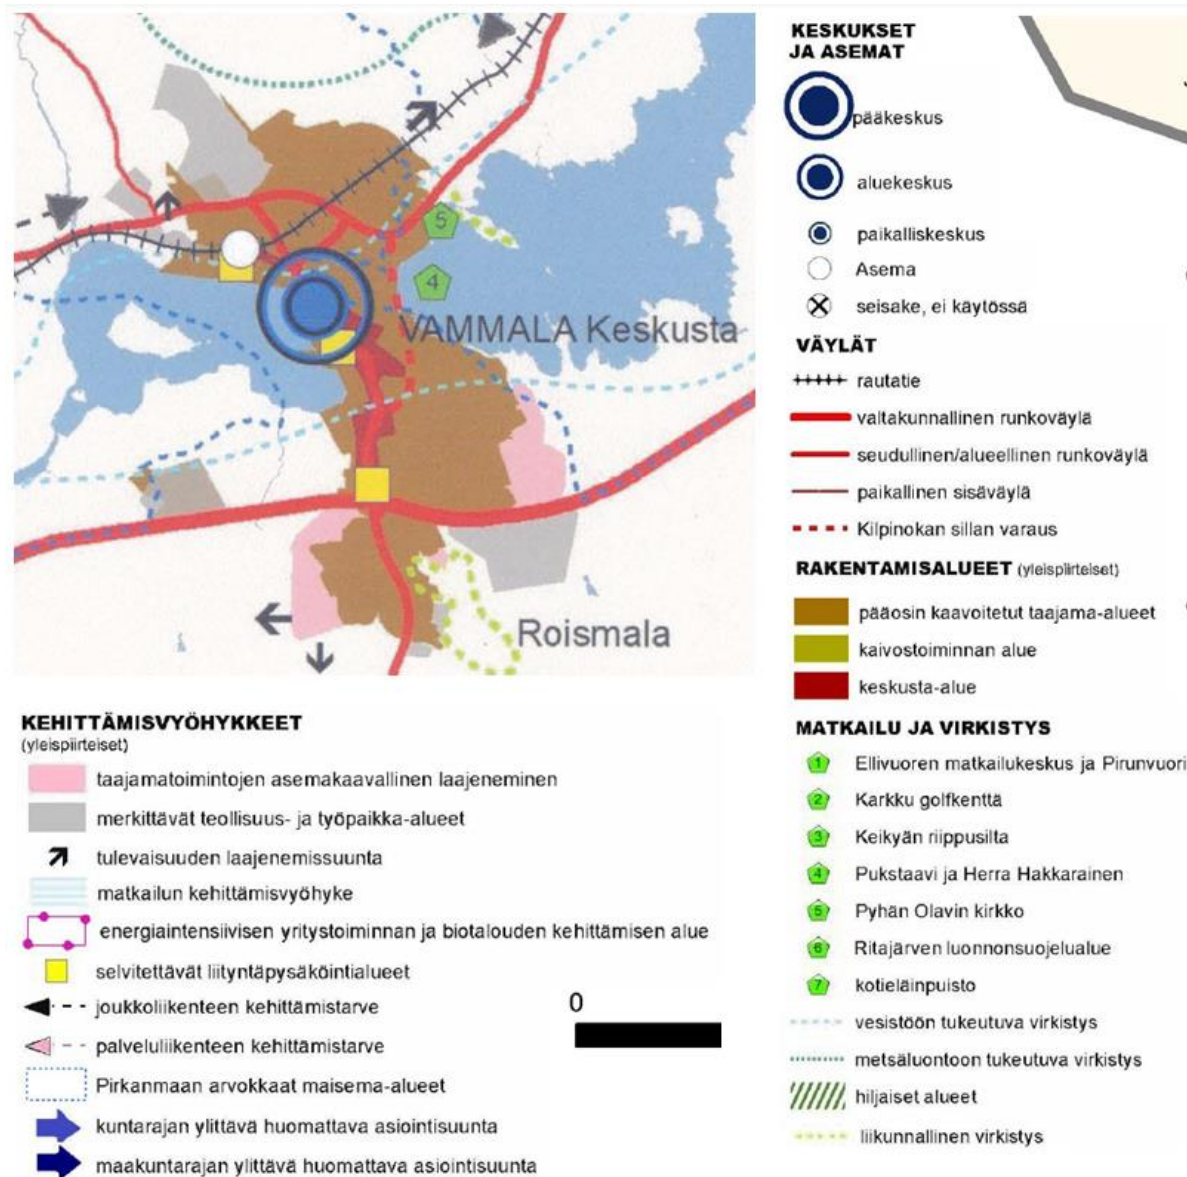 5
4
VAMMALA Keskusta
Roismala
KESKUKSET
JA ASEMAT
pääkeskus
aluekeskus
paikalliskeskus
Asema
seisake, ei käytössä
VÄYLÄT
rautatie
valtakunnallinen runkoväylä
seudullinen/alueellinen runkoväylä
paikallinen sisäväylä
Kilpinokan sillan varaus
RAKENTAMISALUEET (yleispiirteiset)
pääosin kaavoitetut taajama-alueet
kaivostoiminnan alue
keskusta-alue
KEHITTÄMISVYÖHYKKEET
(yleispiirteiset)
taajamatoimintojen asemakaavallinen laajeneminen
merkittävät teollisuus- ja työpaikka-alueet
tulevaisuuden laajenemissuunta
matkailun kehittämisvyöhyke
energiaintensiivisen yritystoiminnan ja biotalouden kehittämisen alue
selvitettävät liityntäpysäköintialueet
joukkoliikenteen kehittämistarve
palveluliikenteen kehittämistarve
Pirkanmaan arvokkaat maisema-alueet
kuntarajan ylittävä huomattava asiointisuunta
maakuntarajan ylittävä huomattava asiointisuunta
0
MATKAILU JA VIRKISTYS
1 Ellivuoren matkailukeskus ja Pirunvuori
2 Karkku golfkenttä
3 Keikyän riippusilta
4 Pukstaavi ja Herra Hakkarainen
5 Pyhän Olavin kirkko
6 Ritajärven luonnonsuojelualue
7 kotieläinpuisto
vesistöön tukeutuva virkistys
metsäluontoon tukeutuva virkistys
hiljaiset alueet
liikunnallinen virkistys